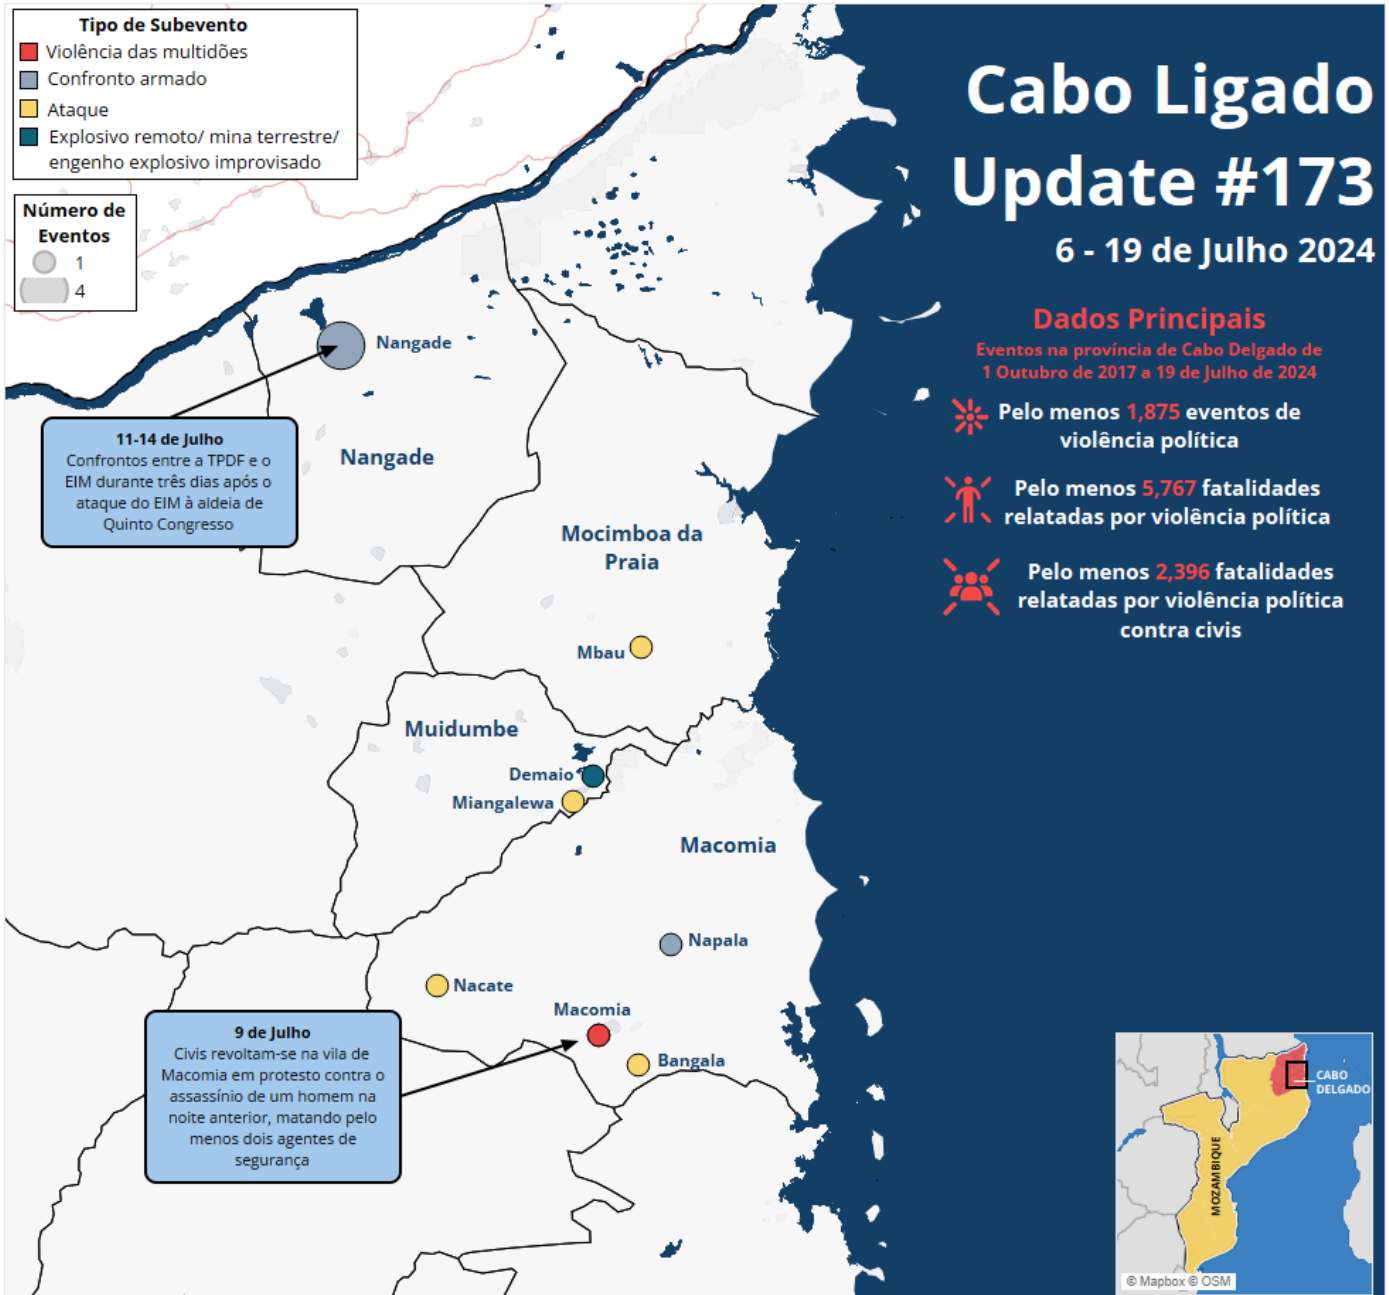 Tipo de Subevento
Violência das multidões
Confronto armado
Ataque
Explosivo remoto/ mina terrestre/
engenho explosivo improvisado
Número de
Eventos
1
4
Cabo Ligado
Update #173
6 - 19 de Julho 2024
Dados Principais
Eventos na província de Cabo Delgado de
1 Outubro de 2017 a 19 de Julho de 2024
Pelo menos 1,875 eventos de
violência política
Pelo menos 5,767 fatalidades
relatadas por violência política
Pelo menos 2,396 fatalidades
relatadas por violência política
contra civis
Nangade
11-14 de Julho
Confrontos entre a TPDF e o
EIM durante três dias após o
ataque do EIM à aldeia de
Quinto Congresso
Nangade
Mocimboa da
Praia
Mbau
Muidumbe
Demaio
Miangalewa
Macomia
Napala
Nacate
Macomia
Bangala
9 de Julho
Civis revoltam-se na vila de
Macomia em protesto contra o
assassínio de um homem na
noite anterior, matando pelo
menos dois agentes de
segurança
CABO
DELGADO
MOZAMBIQUE
© Mapbox © OSM